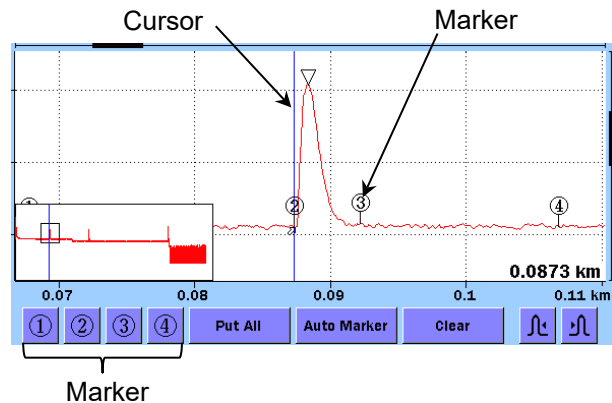 Cursor Marker
① ② ③ ④
0.0873 km
0.07 0.08 0.09 0.1 0.11 km
① ② ③ ④ Put All Auto Marker Clear
Marker